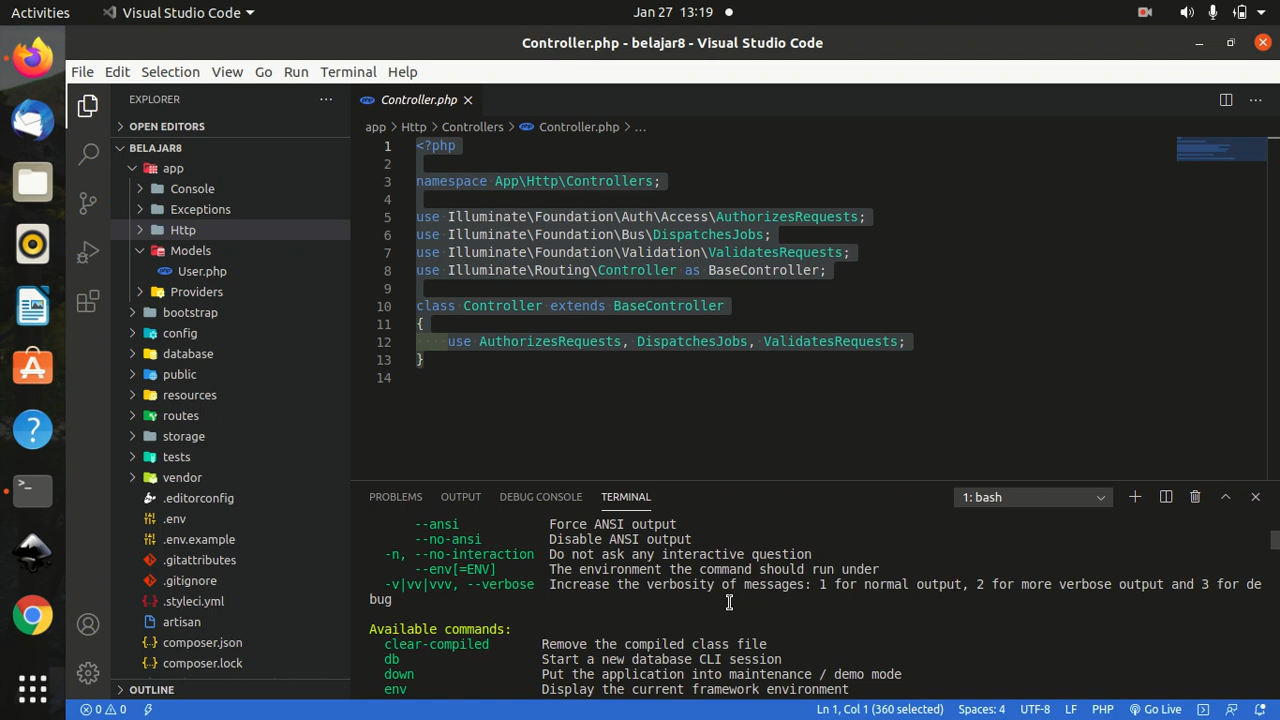 Activities
Visual Studio Code
Jan 27 13:19
Controller.php - belajar8 - Visual Studio Code
File Edit Selection View Go Run Terminal Help
EXPLORER
OPEN EDITORS
BELAJAR8
app
Console
Exceptions
Http
Models
User.php
Providers
bootstrap
config
database
public
resources
routes
storage
tests
vendor
.editorconfig
.env
.env.example
.gitattributes
.gitignore
.styleci.yml
artisan
composer.json
composer.lock
OUTLINE
Controller.php
app > Http > Controllers > Controller.php > ...
1 <?php
2
3 namespace App\Http\Controllers;
4
5 use Illuminate\Foundation\Auth\Access\AuthorizesRequests;
6 use Illuminate\Foundation\Bus\DispatchesJobs;
7 use Illuminate\Foundation\Validation\ValidatesRequests;
8 use Illuminate\Routing\Controller as BaseController;
9
10 class Controller extends BaseController
11 {
12     use AuthorizesRequests, DispatchesJobs, ValidatesRequests;
13 }
14
PROBLEMS OUTPUT DEBUG CONSOLE TERMINAL 1: bash
--ansi Force ANSI output
--no-ansi Disable ANSI output
-n, --no-interaction Do not ask any interactive question
--env[=ENV] The environment the command should run under
-v|vv|vvv, --verbose Increase the verbosity of messages: 1 for normal output, 2 for more verbose output and 3 for de
bug
Available commands:
clear-compiled Remove the compiled class file
db Start a new database CLI session
down Put the application into maintenance / demo mode
env Display the current framework environment
0 0 Ln 1, Col 1 (360 selected) Spaces: 4 UTF-8 LF PHP Go Live